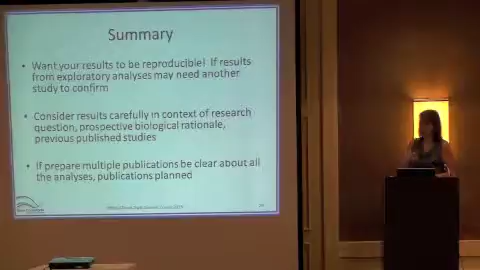 Summary
• Want your results to be reproducible! If results
from exploratory analyses may need another
study to confirm
• Consider results carefully in context of research
question, prospective biological rationale,
previous published studies
• If prepare multiple publications be clear about all
the analyses, publications planned